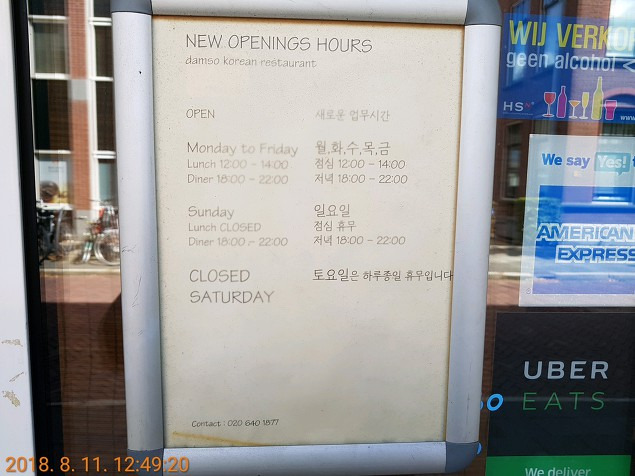 NEW OPENINGS HOURS
damso korean restaurant
OPEN 새로운 업무시간
Monday to Friday 월,화,수,목,금
Lunch 12:00 - 14:00 점심 12:00 - 14:00
Diner 18:00 - 22:00 저녁 18:00 - 22:00
Sunday 일요일
Lunch CLOSED 점심 휴무
Diner 18:00 - 22:00 저녁 18:00 - 22:00
CLOSED 토요일은 하루종일 휴무입니다
SATURDAY
Contact : 020 640 1877
WIJ VERKO
geen alcohol
HS
www
We say Yes!
AMERICAN
EXPRESS
UBER
EATS
We deliver
2018. 8. 11. 12:49:20